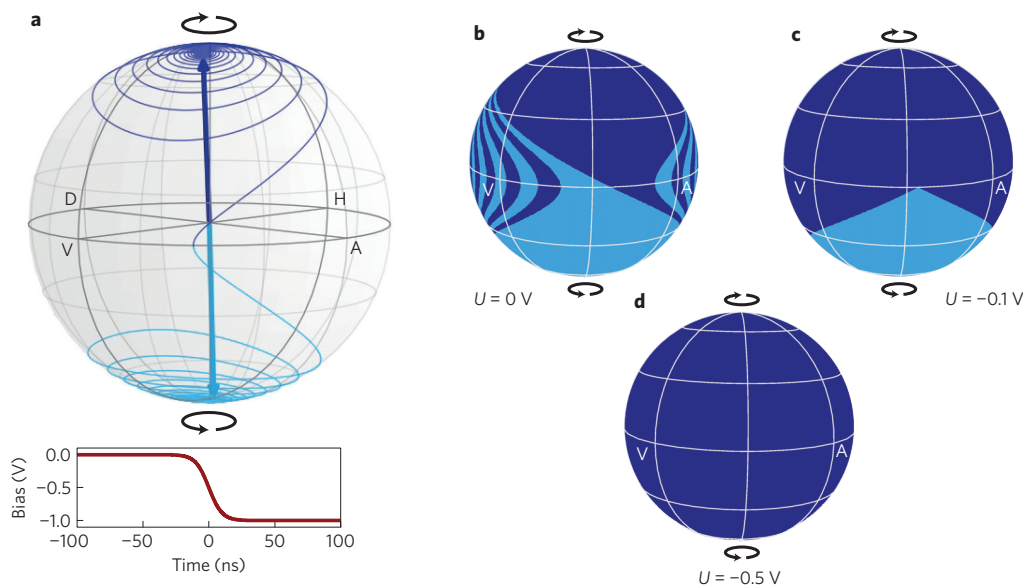 a
D
H
V
A
0.0
−0.5
−1.0
Bias (V)
−100
−50
0
50
100
Time (ns)
b
V
A
U = 0 V
c
V
A
U = −0.1 V
d
V
A
U = −0.5 V